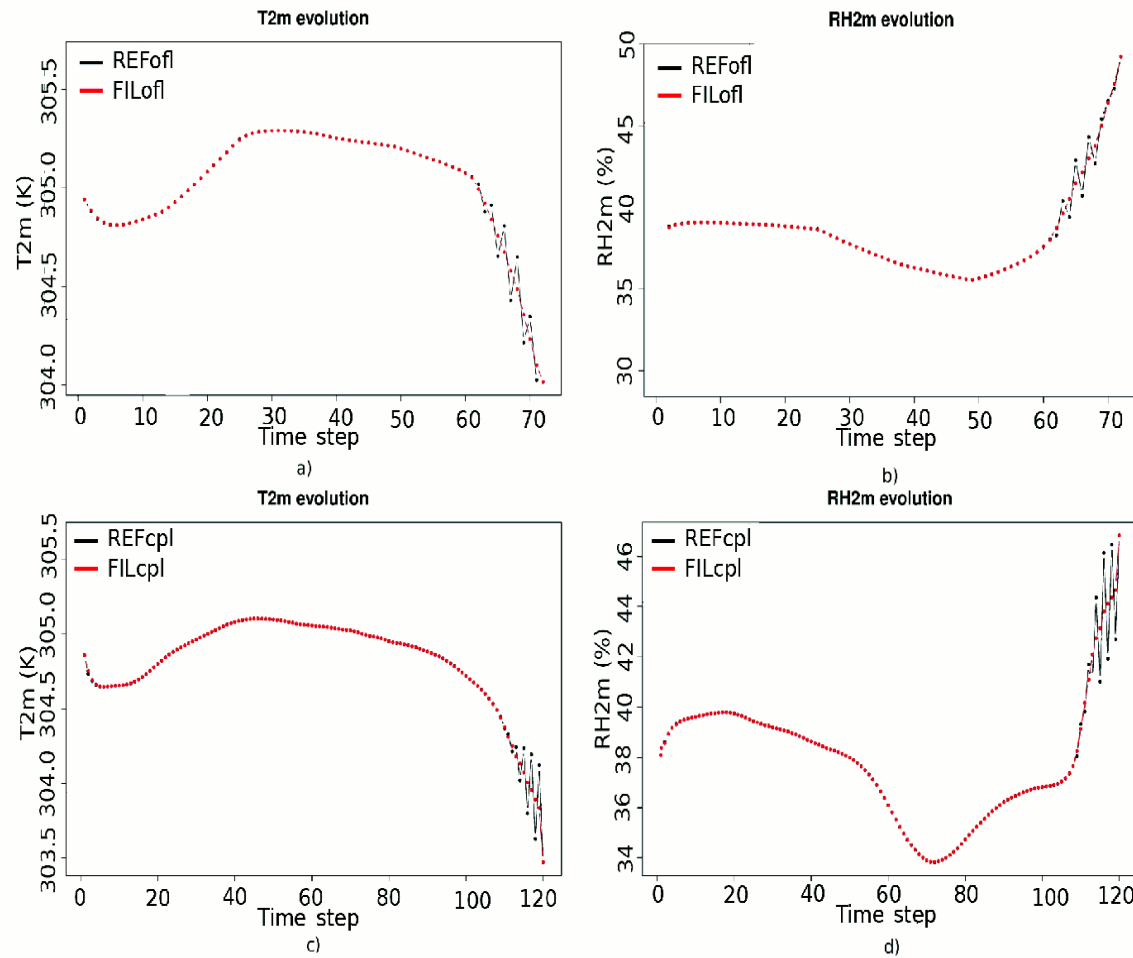 T2m evolution
REFofl
FILofl
T2m (K)
305.5
305.0
304.5
304.0
0 10 20 30 40 50 60 70
Time step
a)
RH2m evolution
REFofl
FILofl
RH2m (%)
50
45
40
35
30
0 10 20 30 40 50 60 70
Time step
b)
T2m evolution
REFcpl
FILcpl
T2m (K)
305.5
305.0
304.5
304.0
303.5
0 20 40 60 80 100 120
Time step
c)
RH2m evolution
REFcpl
FILcpl
RH2m (%)
46
44
42
40
38
36
34
0 20 40 60 80 100 120
Time step
d)